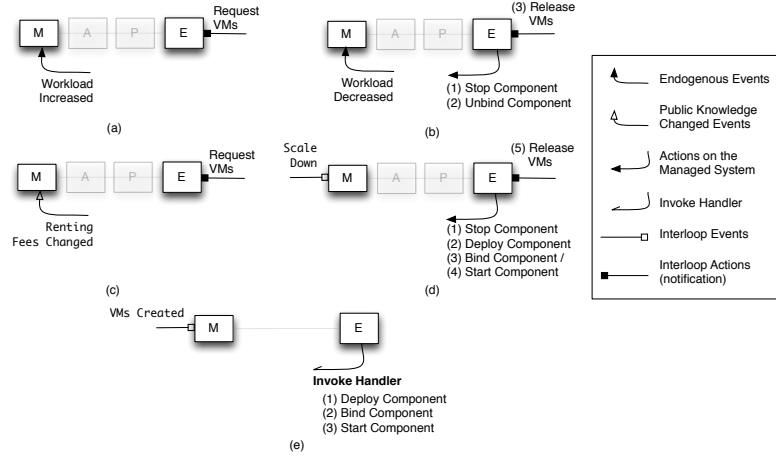 Request
VMs
M
A
P
E
Workload
Increased
(a)
(3) Release
VMs
M
A
P
E
Workload
Decreased
(1) Stop Component
(2) Unbind Component
(b)
Request
VMs
M
A
P
E
Renting
Fees Changed
(c)
Scale
Down
(5) Release
VMs
M
A
P
E
(1) Stop Component
(2) Deploy Component
(3) Bind Component /
(4) Start Component
(d)
VMs Created
M
E
Invoke Handler
(1) Deploy Component
(2) Bind Component
(3) Start Component
(e)
Endogenous Events
Public Knowledge
Changed Events
Actions on the
Managed System
Invoke Handler
Interloop Events
Interloop Actions
(notification)